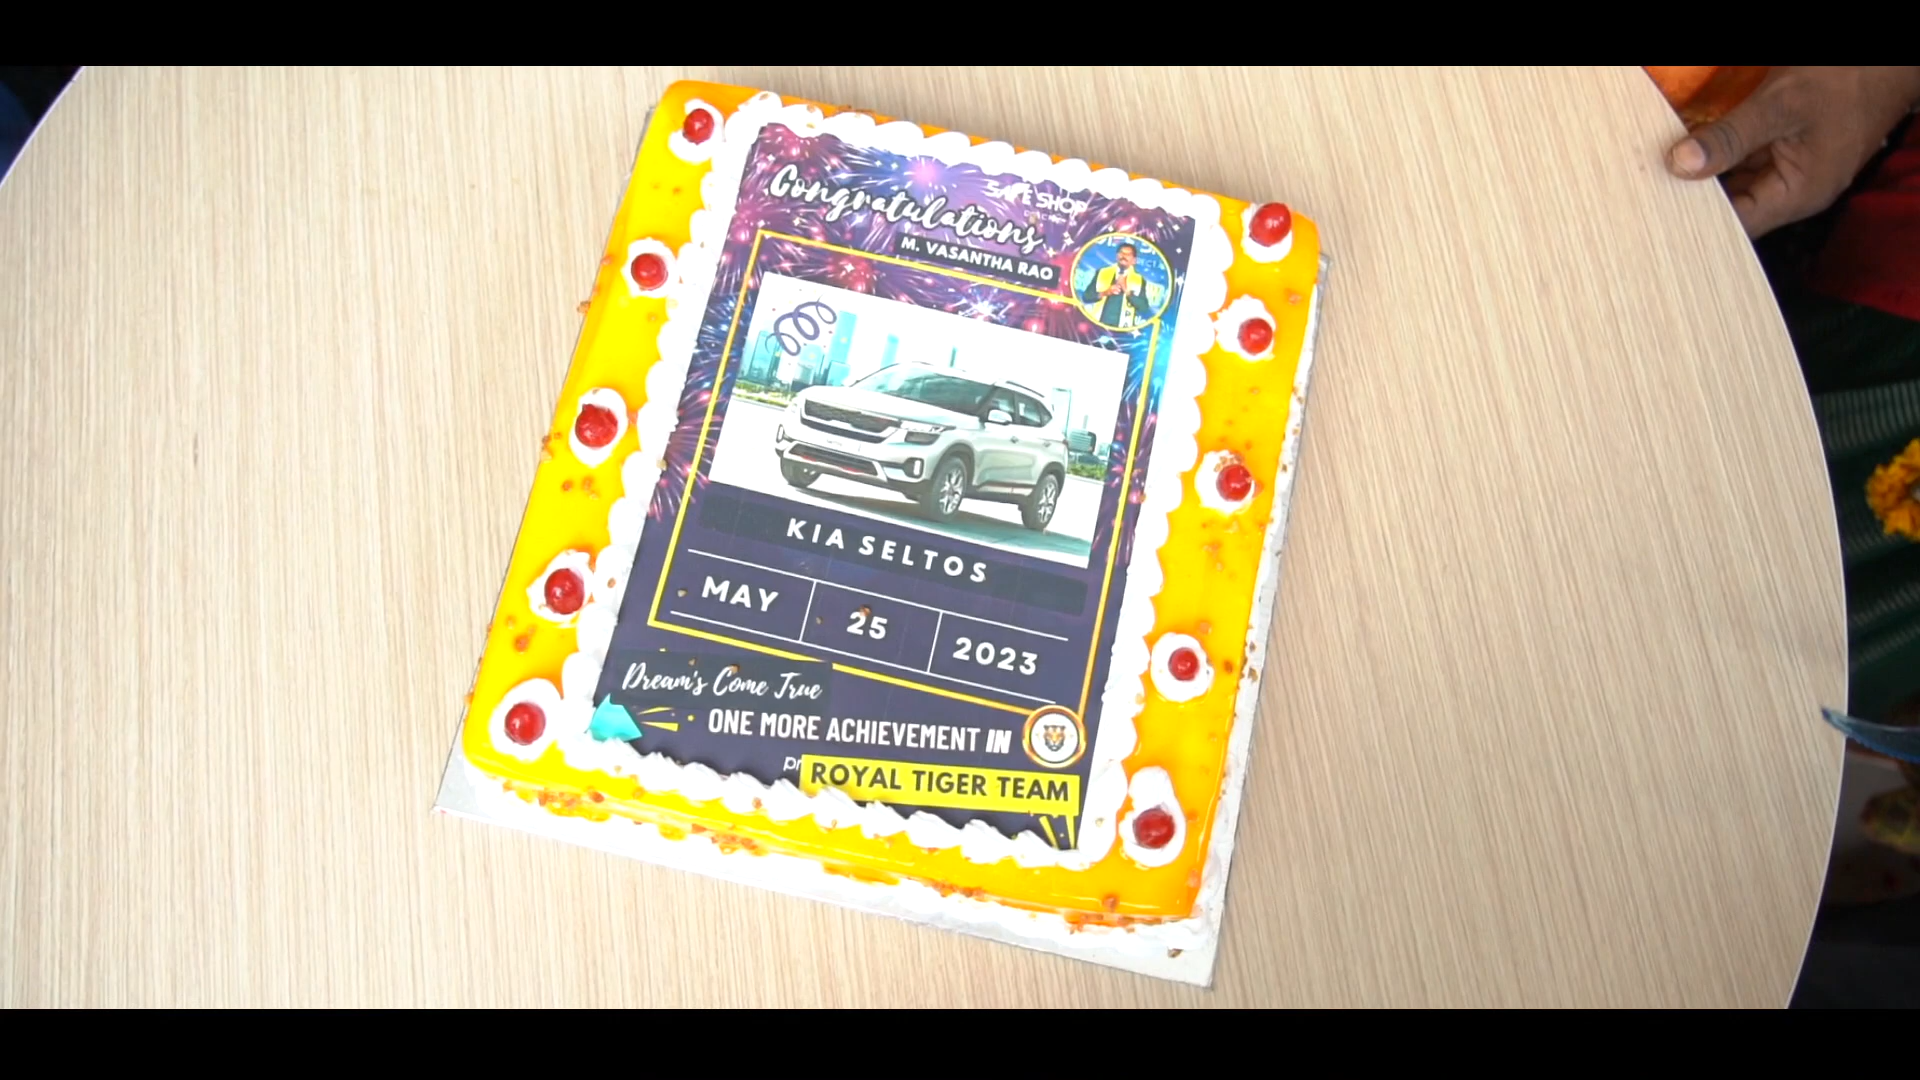 Congratulations
SAFE SHOP
M. VASANTHA RAO
KIA SELTOS
MAY 25 2023
Dream's Come True
ONE MORE ACHIEVEMENT IN
ROYAL TIGER TEAM